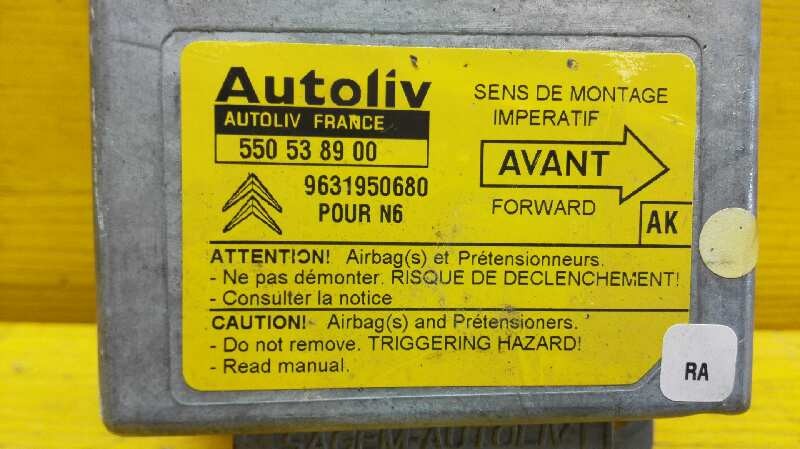 Autoliv
AUTOLIV FRANCE
550 53 89 00
9631950680
POUR N6
SENS DE MONTAGE
IMPERATIF
AVANT
FORWARD
AK
ATTENTION! Airbag(s) et Prétensionneurs.
- Ne pas démonter. RISQUE DE DECLENCHEMENT!
- Consulter la notice
CAUTION! Airbag(s) and Prétensioners.
- Do not remove. TRIGGERING HAZARD!
- Read manual.
RA
SAGEM-AUTOLIV